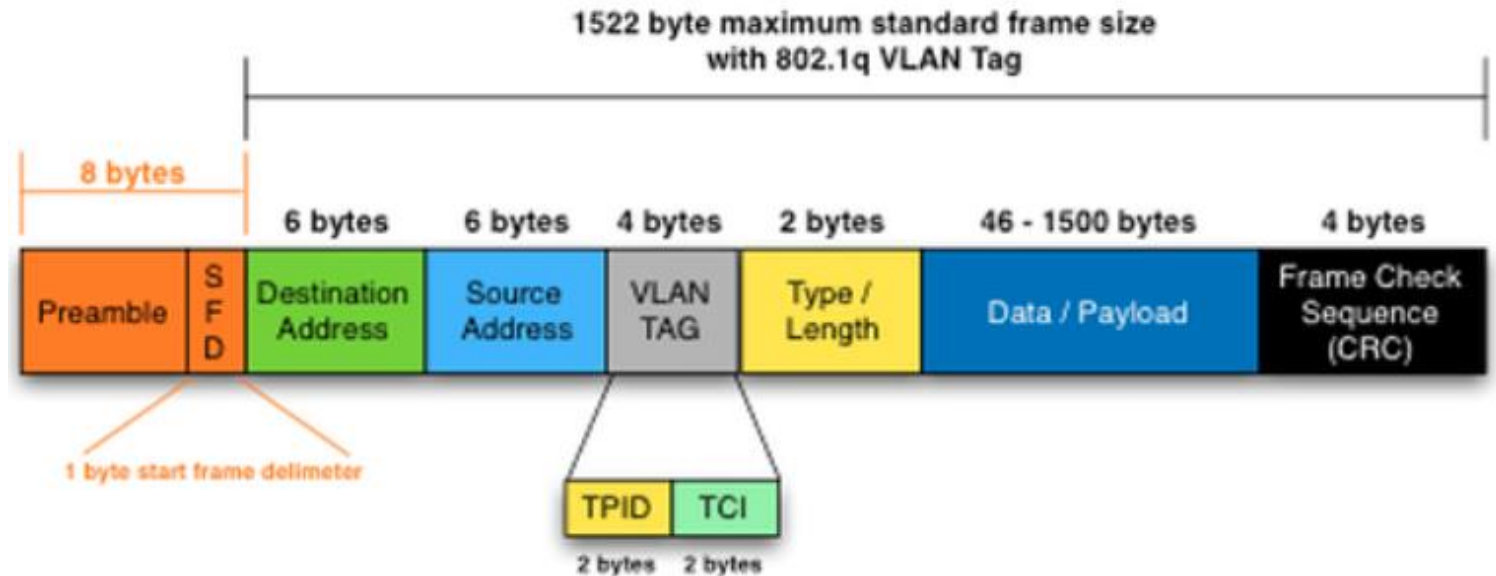 1522 byte maximum standard frame size
with 802.1q VLAN Tag
8 bytes
6 bytes
6 bytes
4 bytes
2 bytes
46 - 1500 bytes
4 bytes
Preamble
S
F
D
Destination
Address
Source
Address
VLAN
TAG
Type /
Length
Data / Payload
Frame Check
Sequence
(CRC)
1 byte start frame delimeter
TPID
TCI
2 bytes
2 bytes